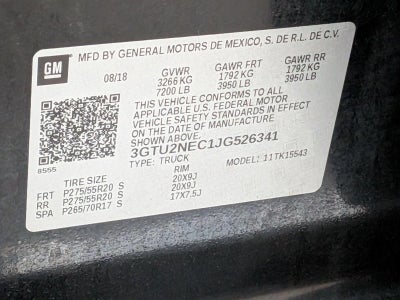 MFD BY GENERAL MOTORS DE MEXICO, S. DE R.L. DE C.V.
GM
08/18 GVWR GAWR FRT GAWR RR
3266 KG 1792 KG 1792 KG
7200 LB 3950 LB 3950 LB
THIS VEHICLE CONFORMS TO ALL
APPLICABLE U.S. FEDERAL MOTOR
VEHICLE SAFETY STANDARDS IN EFFECT
ON THE DATE OF MANUFACTURE
SHOWN ABOVE.
3GTU2NEC1JG526341
8555
TYPE: TRUCK MODEL: 11TK15543
TIRE SIZE RIM
FRT P275/55R20 S 20X9J
RR P275/55R20 S 20X9J
SPA P265/70R17 S 17X7.5J